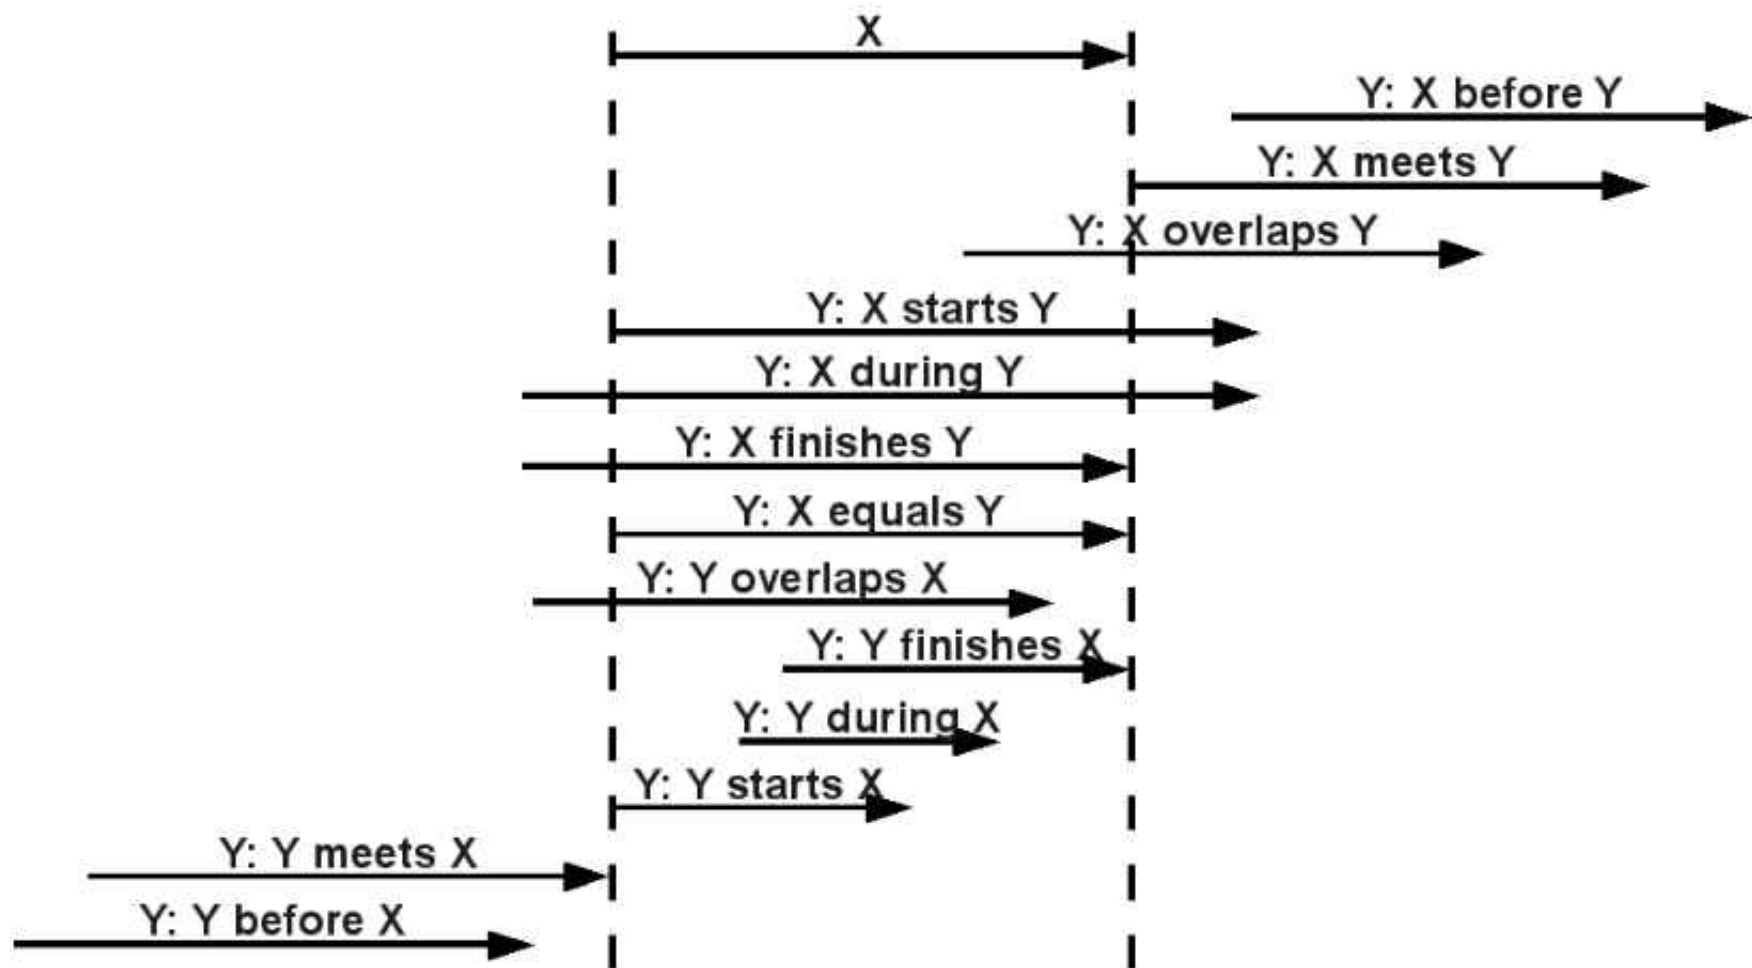 X
Y: X before Y
Y: X meets Y
Y: X overlaps Y
Y: X starts Y
Y: X during Y
Y: X finishes Y
Y: X equals Y
Y: Y overlaps X
Y: Y finishes X
Y: Y during X
Y: Y starts X
Y: Y meets X
Y: Y before X